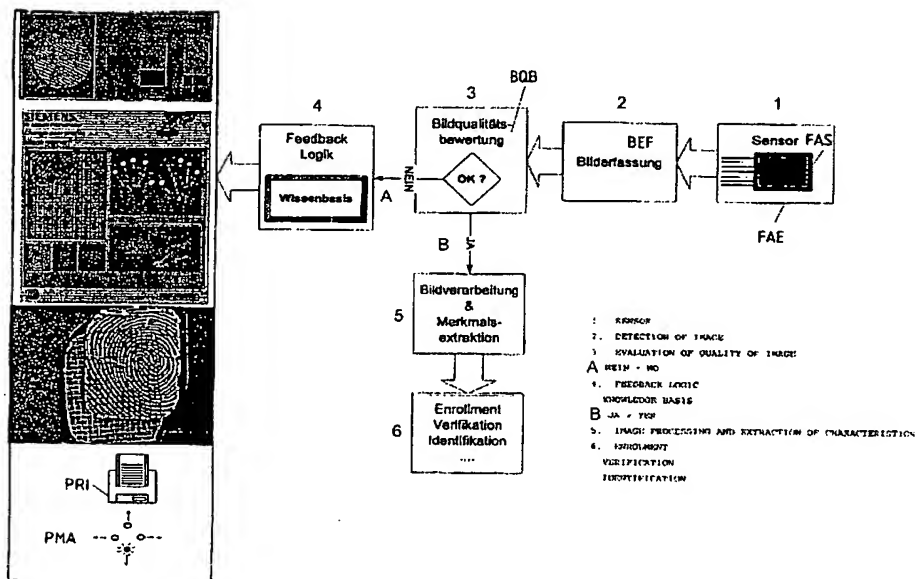 SIEMENS
PRI
PMA
4
Feedback
Logik
Wissenbasis
A
NEIN
3
BQB
Bildqualitäts-
bewertung
OK ?
B
JA
2
BEF
Bilderfassung
1
Sensor
FAS
FAE
5
Bildverarbeitung
&
Merkmals-
extraktion
6
Enrollment
Verifikation
Identifikation
....
1 SENSOR
2. DETECTION OF IMAGE
3 EVALUATION OF QUALITY OF IMAGE
A NEIN - NO
4. FEEDBACK LOGIC
KNOWLEDGE BASIS
B JA - YES
5. IMAGE PROCESSING AND EXTRACTION OF CHARACTERISTICS
6. ENROLMENT
VERIFICATION
IDENTIFICATION